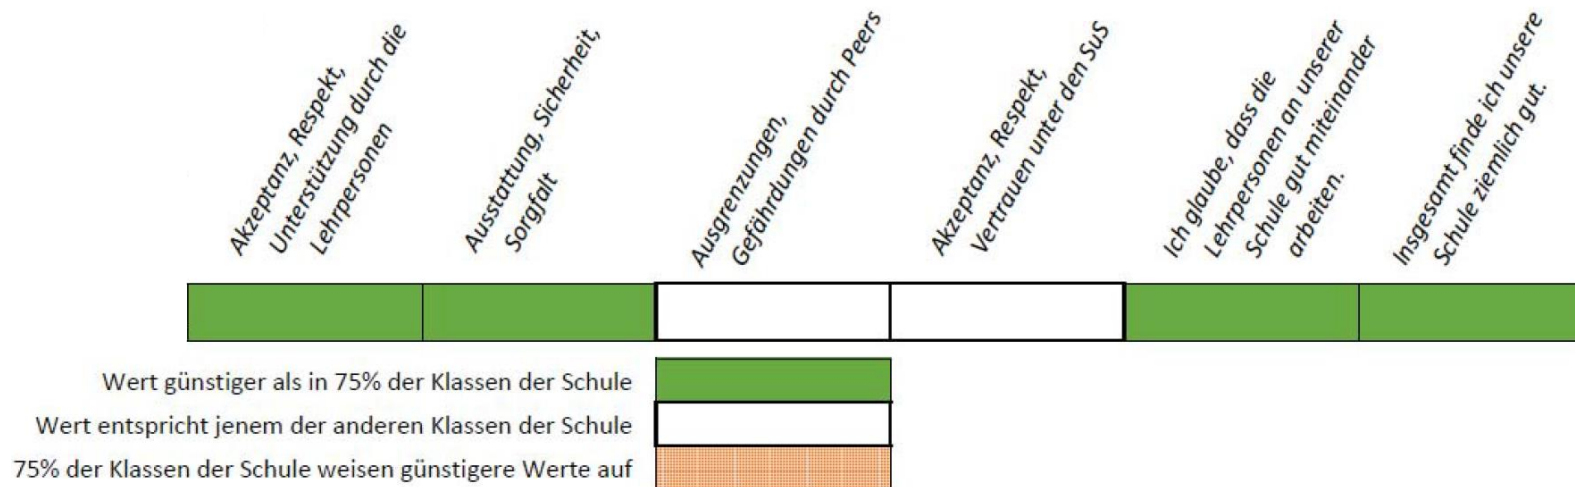 Akzeptanz, Respekt,
Unterstützung durch die
Lehrpersonen
Ausstattung, Sicherheit,
Sorgfalt
Ausgrenzungen,
Gefährdungen durch Peers
Akzeptanz, Respekt,
Vertrauen unter den SuS
Ich glaube, dass die
Lehrpersonen an unserer
Schule gut miteinander
arbeiten.
Insgesamt finde ich unsere
Schule ziemlich gut.
Wert günstiger als in 75% der Klassen der Schule
Wert entspricht jenem der anderen Klassen der Schule
75% der Klassen der Schule weisen günstigere Werte auf